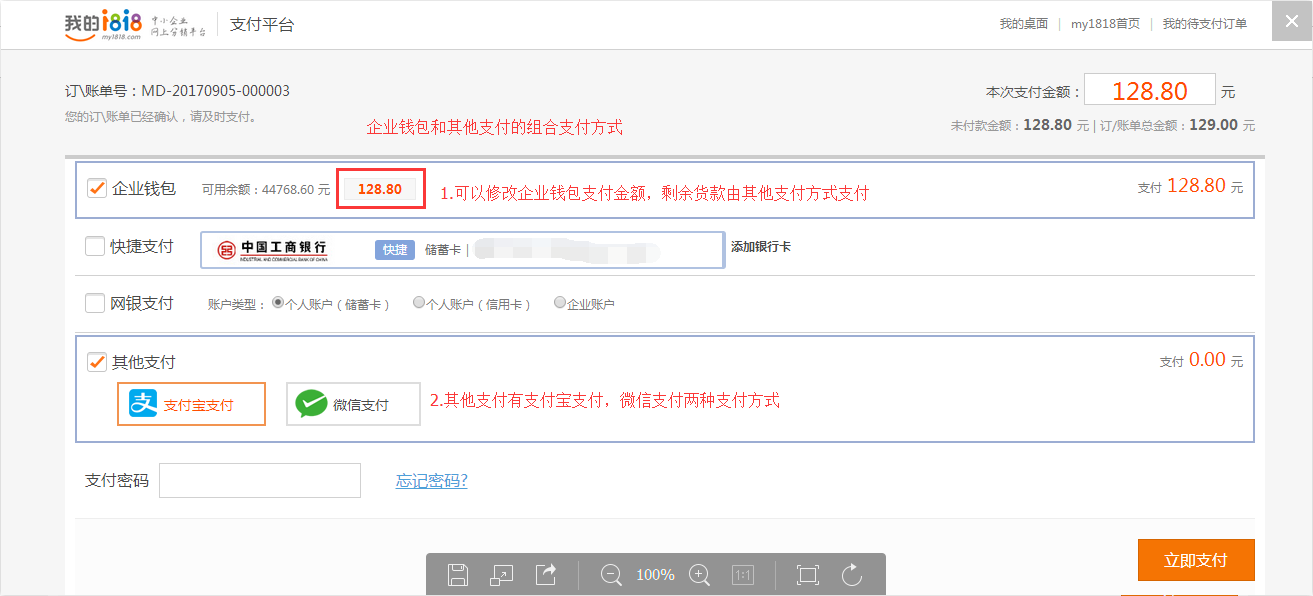 我的1818 中小企业 网上营销平台 my1818.com 支付平台 我的桌面 | my1818首页 | 我的待支付订单
订\账单号：MD-20170905-000003 本次支付金额：128.80 元
您的订\账单已经确认，请及时支付。 未付款金额：128.80 元 | 订/账单总金额：129.00 元
企业钱包和其他支付的组合支付方式
企业钱包 可用余额：44768.60 元 128.80 1.可以修改企业钱包支付金额，剩余货款由其他支付方式支付 支付 128.80 元
快捷支付 中国工商银行 INDUSTRIAL AND COMMERCIAL BANK OF CHINA 快捷 储蓄卡 | 添加银行卡
网银支付 账户类型： 个人账户（储蓄卡） 个人账户（信用卡） 企业账户
其他支付 支付 0.00 元
支 支付宝支付 微信支付 2.其他支付有支付宝支付，微信支付两种支付方式
支付密码 忘记密码?
立即支付
100% 1:1